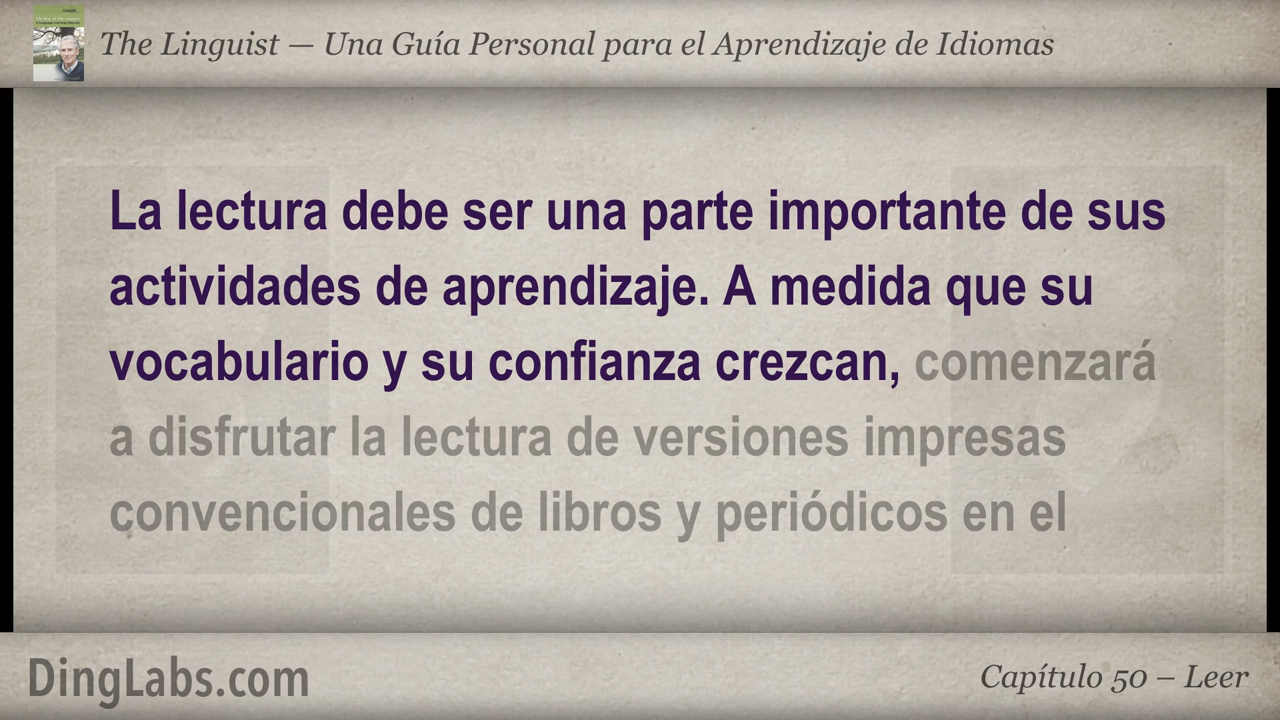 The Linguist — Una Guía Personal para el Aprendizaje de Idiomas
La lectura debe ser una parte importante de sus
actividades de aprendizaje. A medida que su
vocabulario y su confianza crezcan, comenzará
a disfrutar la lectura de versiones impresas
convencionales de libros y periódicos en el
DingLabs.com
Capítulo 50 – Leer